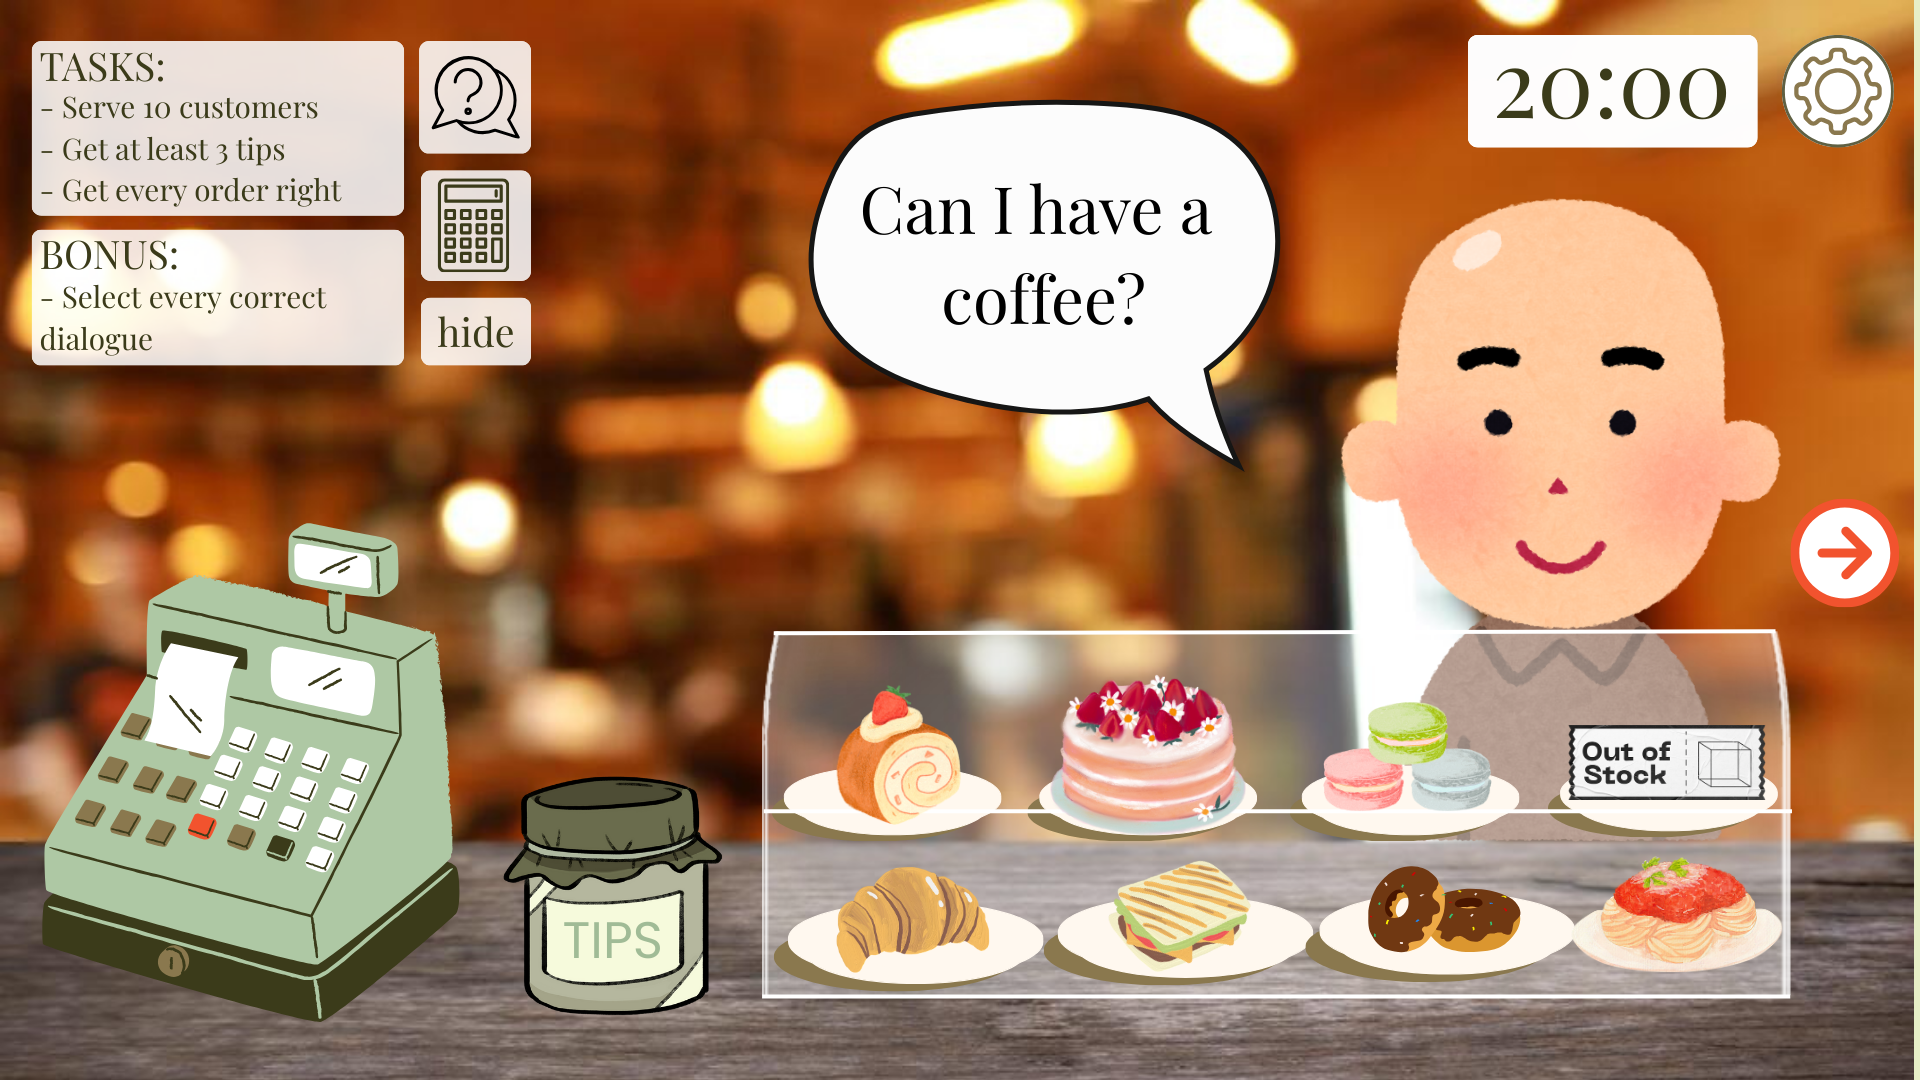 TASKS:
- Serve 10 customers
- Get at least 3 tips
- Get every order right
BONUS:
- Select every correct
dialogue
?
hide
Can I have a
coffee?
20:00
TIPS
Out of
Stock